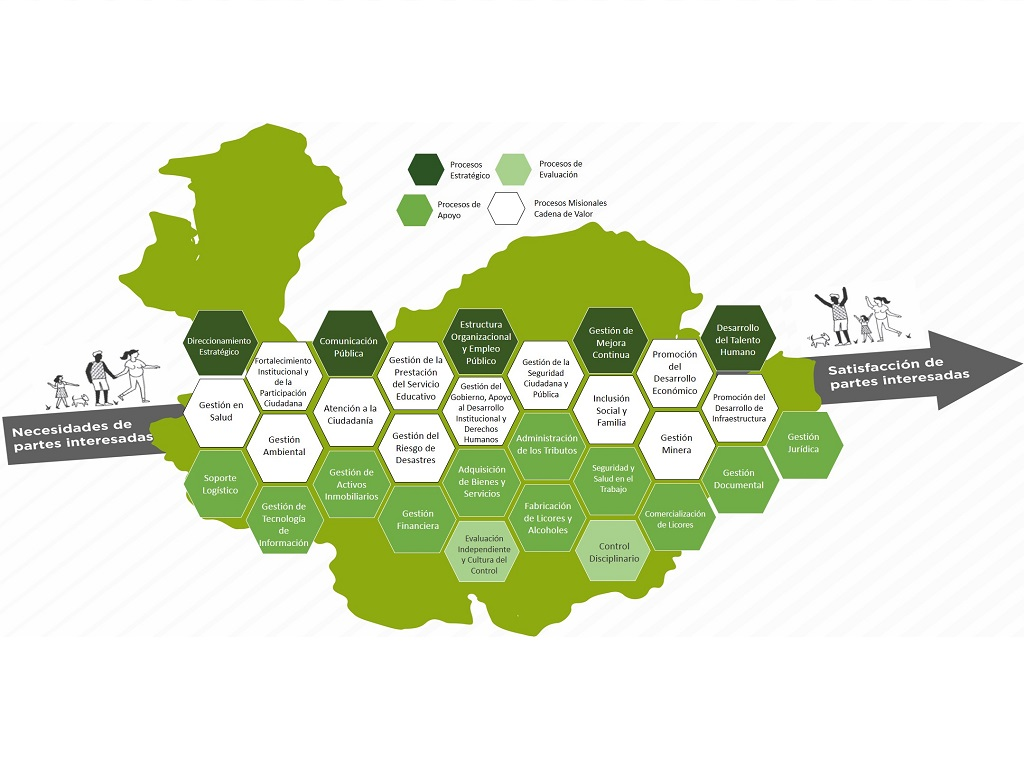 Procesos
Estratégico
Procesos de
Evaluación
Procesos de
Apoyo
Procesos Misionales
Cadena de Valor
Direccionamiento
Estratégico
Comunicación
Pública
Estructura
Organizacional
y Empleo
Público
Gestión de
Mejora
Continua
Desarrollo
del Talento
Humano
Fortalecimiento
Institucional y
de la
Participación
Ciudadana
Gestión de la
Prestación
del Servicio
Educativo
Gestión de la
Seguridad
Ciudadana y
Pública
Promoción
del
Desarrollo
Económico
Satisfacción de
partes interesadas
Necesidades de
partes interesadas
Gestión en
Salud
Atención a la
Ciudadanía
Gestión del
Gobierno, Apoyo
al Desarrollo
Institucional y
Derechos
Humanos
Inclusión
Social y
Familia
Promoción del
Desarrollo de
Infraestructura
Gestión
Ambiental
Gestión del
Riesgo de
Desastres
Administración
de los Tributos
Gestión
Minera
Gestión
Jurídica
Soporte
Logístico
Gestión de
Activos
Inmobiliarios
Adquisición
de Bienes y
Servicios
Seguridad y
Salud en el
Trabajo
Gestión
Documental
Gestión de
Tecnología
de
Información
Gestión
Financiera
Fabricación
de Licores y
Alcoholes
Comercialización
de Licores
Evaluación
Independiente
y Cultura del
Control
Control
Disciplinario